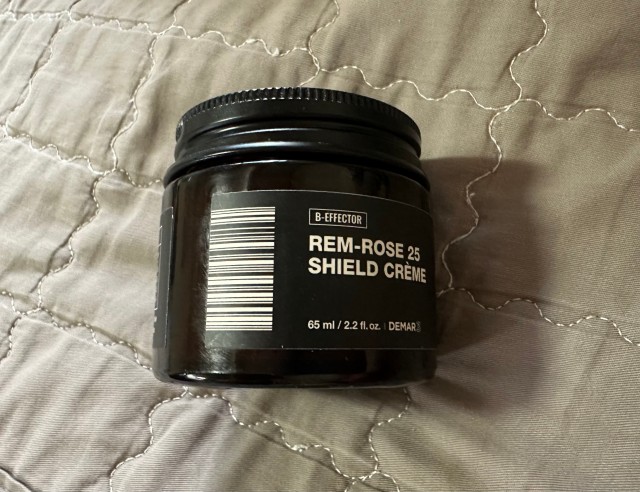 B-EFFECTOR
REM-ROSE 25
SHIELD CRÈME
65 ml / 2.2 fl. oz. | DEMAR